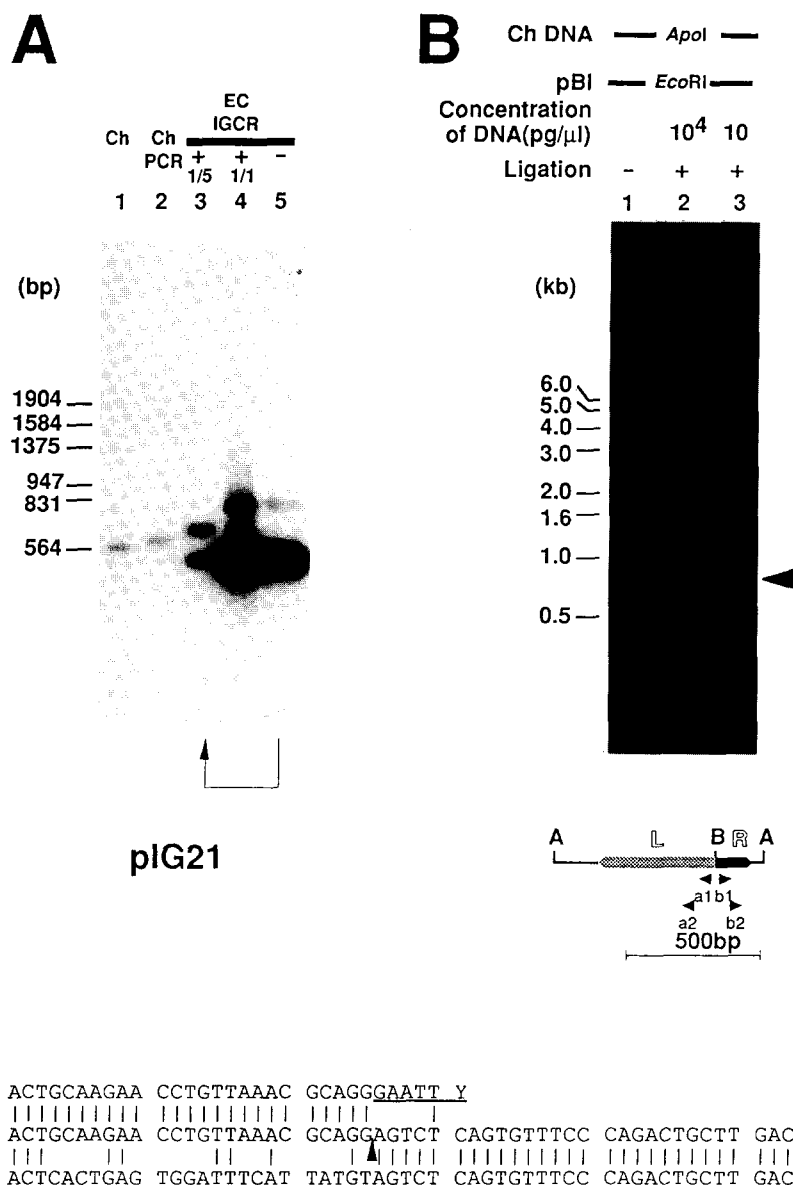 A
EC
IGCR
Ch
Ch
PCR
+
+
−
1/5
1/1
1 2 3 4 5
(bp)
1904
1584
1375
947
831
564
pIG21
B
Ch DNA ApoI
pBI EcoRI
Concentration
of DNA(pg/μl) 10⁴ 10
Ligation - + +
1 2 3
(kb)
6.0
5.0
4.0
3.0
2.0
1.6
1.0
0.5
A L B R A
a1 b1
a2 b2
500bp
ACTGCAAGAA CCTGTTAAAC GCAGGGAATT Y
ACTGCAAGAA CCTGTTAAAC GCAGGAGTCT CAGTGTTTCC CAGACTGCTT GAC
ACTCACTGAG TGGATTTCAT TATGTAGTCT CAGTGTTTCC CAGACTGCTT GAC